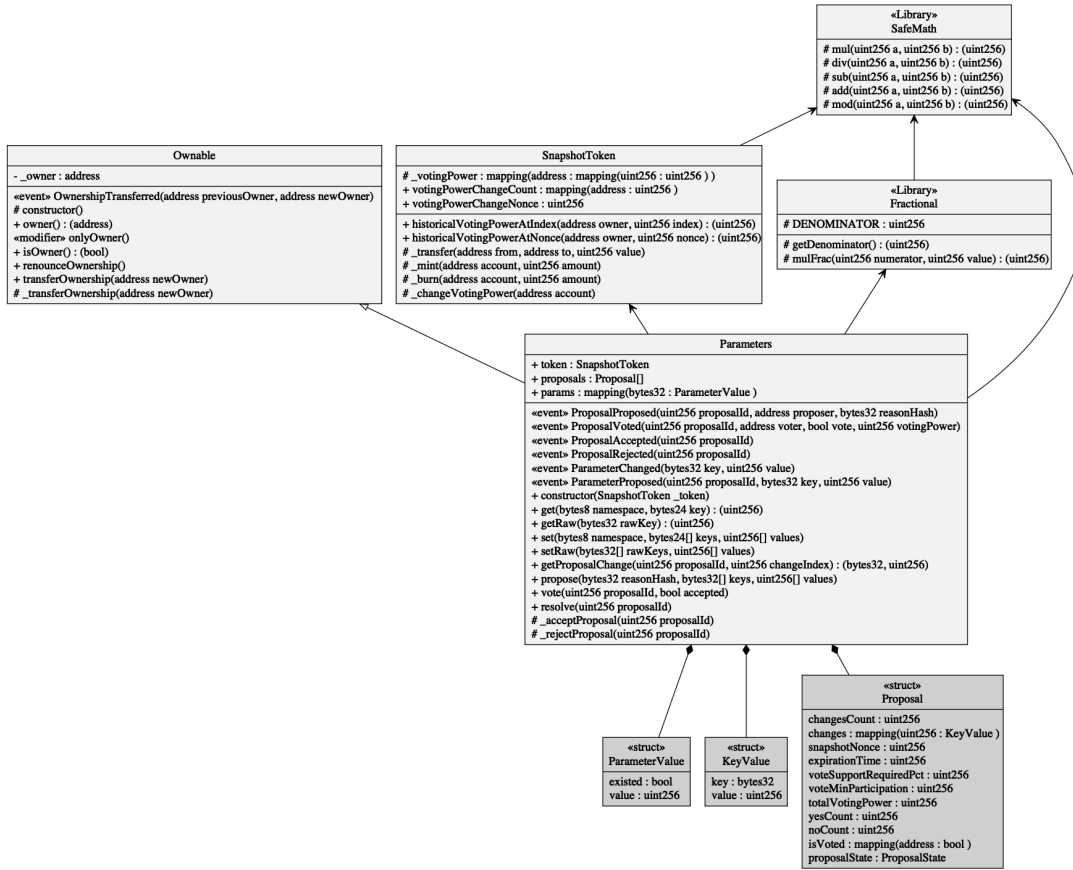 «Library»
SafeMath
# mul(uint256 a, uint256 b) : (uint256)
# div(uint256 a, uint256 b) : (uint256)
# sub(uint256 a, uint256 b) : (uint256)
# add(uint256 a, uint256 b) : (uint256)
# mod(uint256 a, uint256 b) : (uint256)
Ownable
- _owner : address
«event» OwnershipTransferred(address previousOwner, address newOwner)
# constructor()
+ owner() : (address)
«modifier» onlyOwner()
+ isOwner() : (bool)
+ renounceOwnership()
+ transferOwnership(address newOwner)
# _transferOwnership(address newOwner)
SnapshotToken
# _votingPower : mapping(address : mapping(uint256 : uint256 ) )
+ votingPowerChangeCount : mapping(address : uint256 )
+ votingPowerChangeNonce : uint256
+ historicalVotingPowerAtIndex(address owner, uint256 index) : (uint256)
+ historicalVotingPowerAtNonce(address owner, uint256 nonce) : (uint256)
# _transfer(address from, address to, uint256 value)
# _mint(address account, uint256 amount)
# _burn(address account, uint256 amount)
# _changeVotingPower(address account)
«Library»
Fractional
# DENOMINATOR : uint256
# getDenominator() : (uint256)
# mulFrac(uint256 numerator, uint256 value) : (uint256)
Parameters
+ token : SnapshotToken
+ proposals : Proposal[]
+ params : mapping(bytes32 : ParameterValue )
«event» ProposalProposed(uint256 proposalId, address proposer, bytes32 reasonHash)
«event» ProposalVoted(uint256 proposalId, address voter, bool vote, uint256 votingPower)
«event» ProposalAccepted(uint256 proposalId)
«event» ProposalRejected(uint256 proposalId)
«event» ParameterChanged(bytes32 key, uint256 value)
«event» ParameterProposed(uint256 proposalId, bytes32 key, uint256 value)
+ constructor(SnapshotToken _token)
+ get(bytes8 namespace, bytes24 key) : (uint256)
+ getRaw(bytes32 rawKey) : (uint256)
+ set(bytes8 namespace, bytes24[] keys, uint256[] values)
+ setRaw(bytes32[] rawKeys, uint256[] values)
+ getProposalChange(uint256 proposalId, uint256 changeIndex) : (bytes32, uint256)
+ propose(bytes32 reasonHash, bytes32[] keys, uint256[] values)
+ vote(uint256 proposalId, bool accepted)
+ resolve(uint256 proposalId)
# _acceptProposal(uint256 proposalId)
# _rejectProposal(uint256 proposalId)
«struct»
ParameterValue
existed : bool
value : uint256
«struct»
KeyValue
key : bytes32
value : uint256
«struct»
Proposal
changesCount : uint256
changes : mapping(uint256 : KeyValue )
snapshotNonce : uint256
expirationTime : uint256
voteSupportRequiredPct : uint256
voteMinParticipation : uint256
totalVotingPower : uint256
yesCount : uint256
noCount : uint256
isVoted : mapping(address : bool )
proposalState : ProposalState